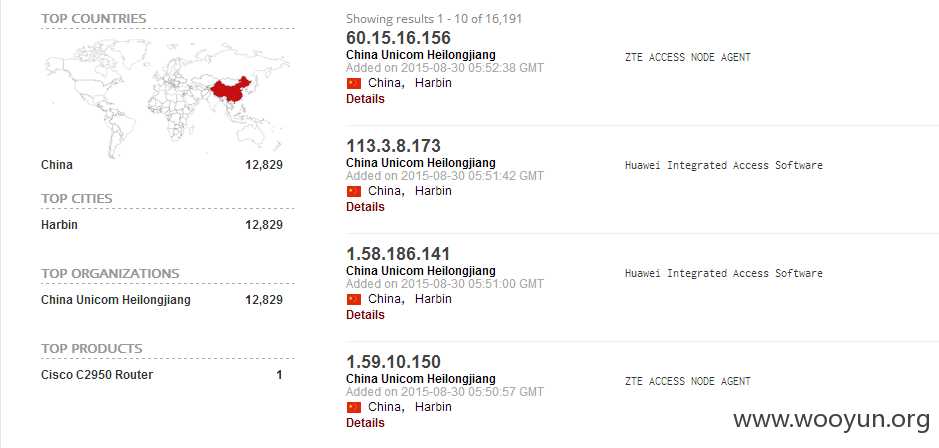 TOP COUNTRIES
China 12,829
TOP CITIES
Harbin 12,829
TOP ORGANIZATIONS
China Unicom Heilongjiang 12,829
TOP PRODUCTS
Cisco C2950 Router 1
Showing results 1 - 10 of 16,191
60.15.16.156
China Unicom Heilongjiang
Added on 2015-08-30 05:52:38 GMT
China, Harbin
Details
ZTE ACCESS NODE AGENT
113.3.8.173
China Unicom Heilongjiang
Added on 2015-08-30 05:51:42 GMT
China, Harbin
Details
Huawei Integrated Access Software
1.58.186.141
China Unicom Heilongjiang
Added on 2015-08-30 05:51:00 GMT
China, Harbin
Details
Huawei Integrated Access Software
1.59.10.150
China Unicom Heilongjiang
Added on 2015-08-30 05:50:57 GMT
China, Harbin
Details
ZTE ACCESS NODE AGENT
www.wooyun.org